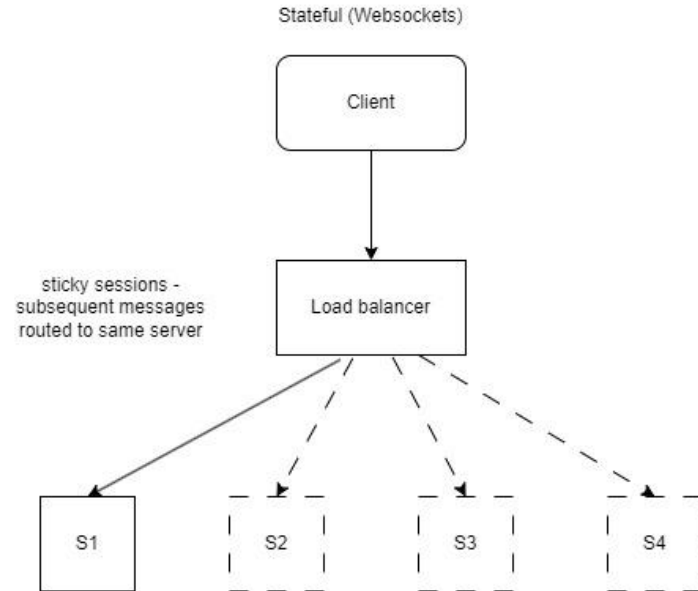 Stateful (Websockets)
Client
sticky sessions -
subsequent messages
routed to same server
Load balancer
S1
S2
S3
S4